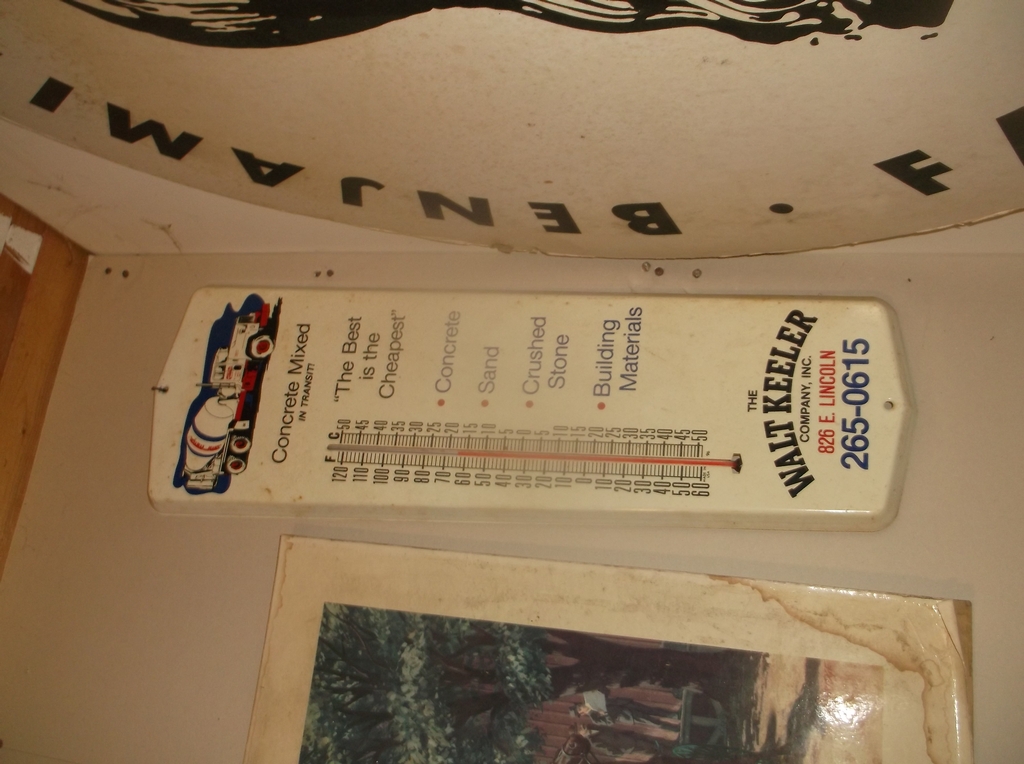 BENJAMI
F
Concrete Mixed
IN TRANSIT!
"The Best
is the
Cheapest"
• Concrete
• Sand
• Crushed
Stone
• Building
Materials
F C
120 50
110 45
100 40
90 35
80 30
70 25
60 20
50 10
40 5
30 0
20 5
10 10
0 15
10 20
20 25
30 30
40 35
50 40
60 45
50
THE
WALT KEELER
COMPANY, INC.
826 E. LINCOLN
265-0615